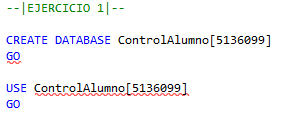 --|EJERCICIO 1|--
CREATE DATABASE ControlAlumno[5136099]
GO
USE ControlAlumno[5136099]
GO